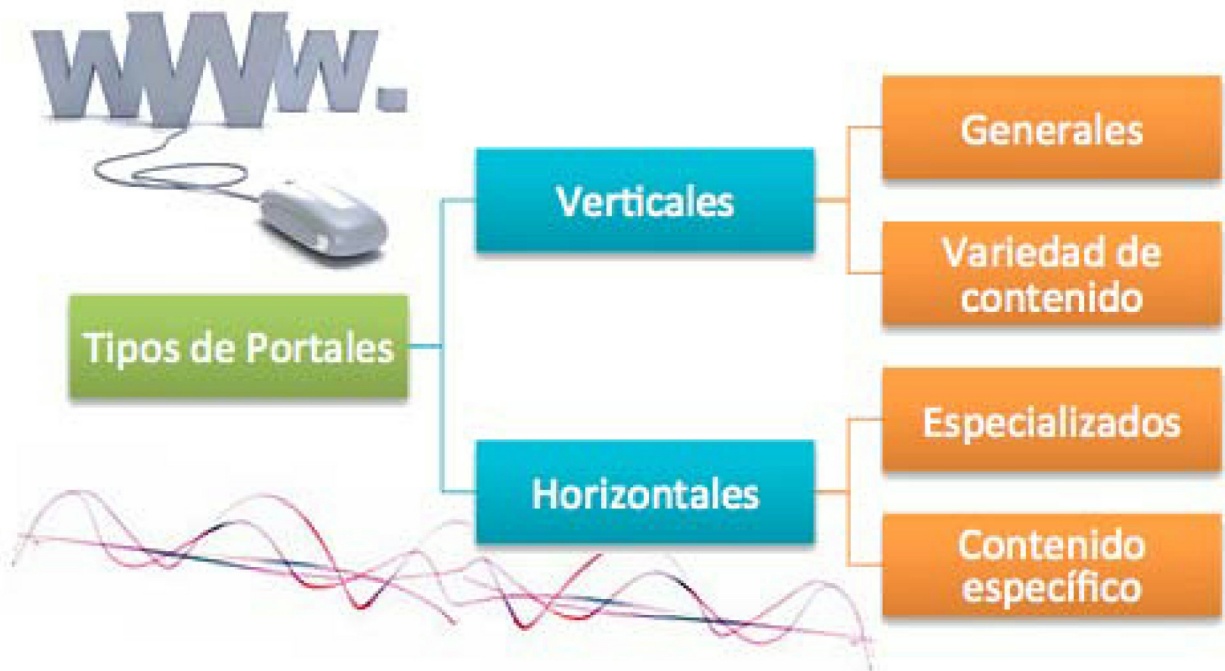 www.
Tipos de Portales
Verticales
Generales
Variedad de
contenido
Horizontales
Especializados
Contenido
específico